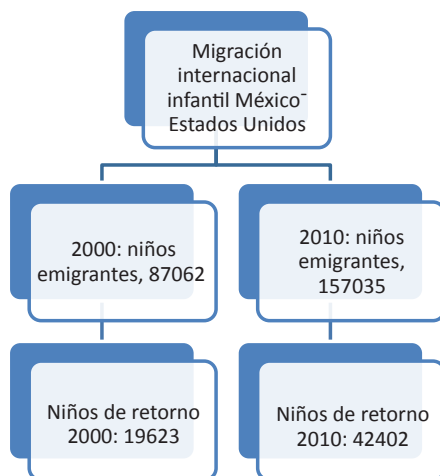 Migración
internacional
infantil México-
Estados Unidos
2000: niños
emigrantes, 87062
2010: niños
emigrantes,
157035
Niños de retorno
2000: 19623
Niños de retorno
2010: 42402